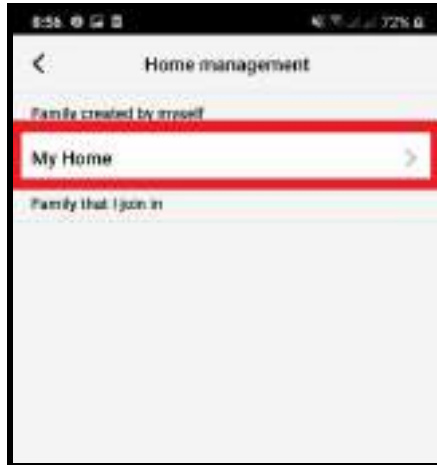 8:56 72%
Home management
Family created by myself
My Home
Family that I join in